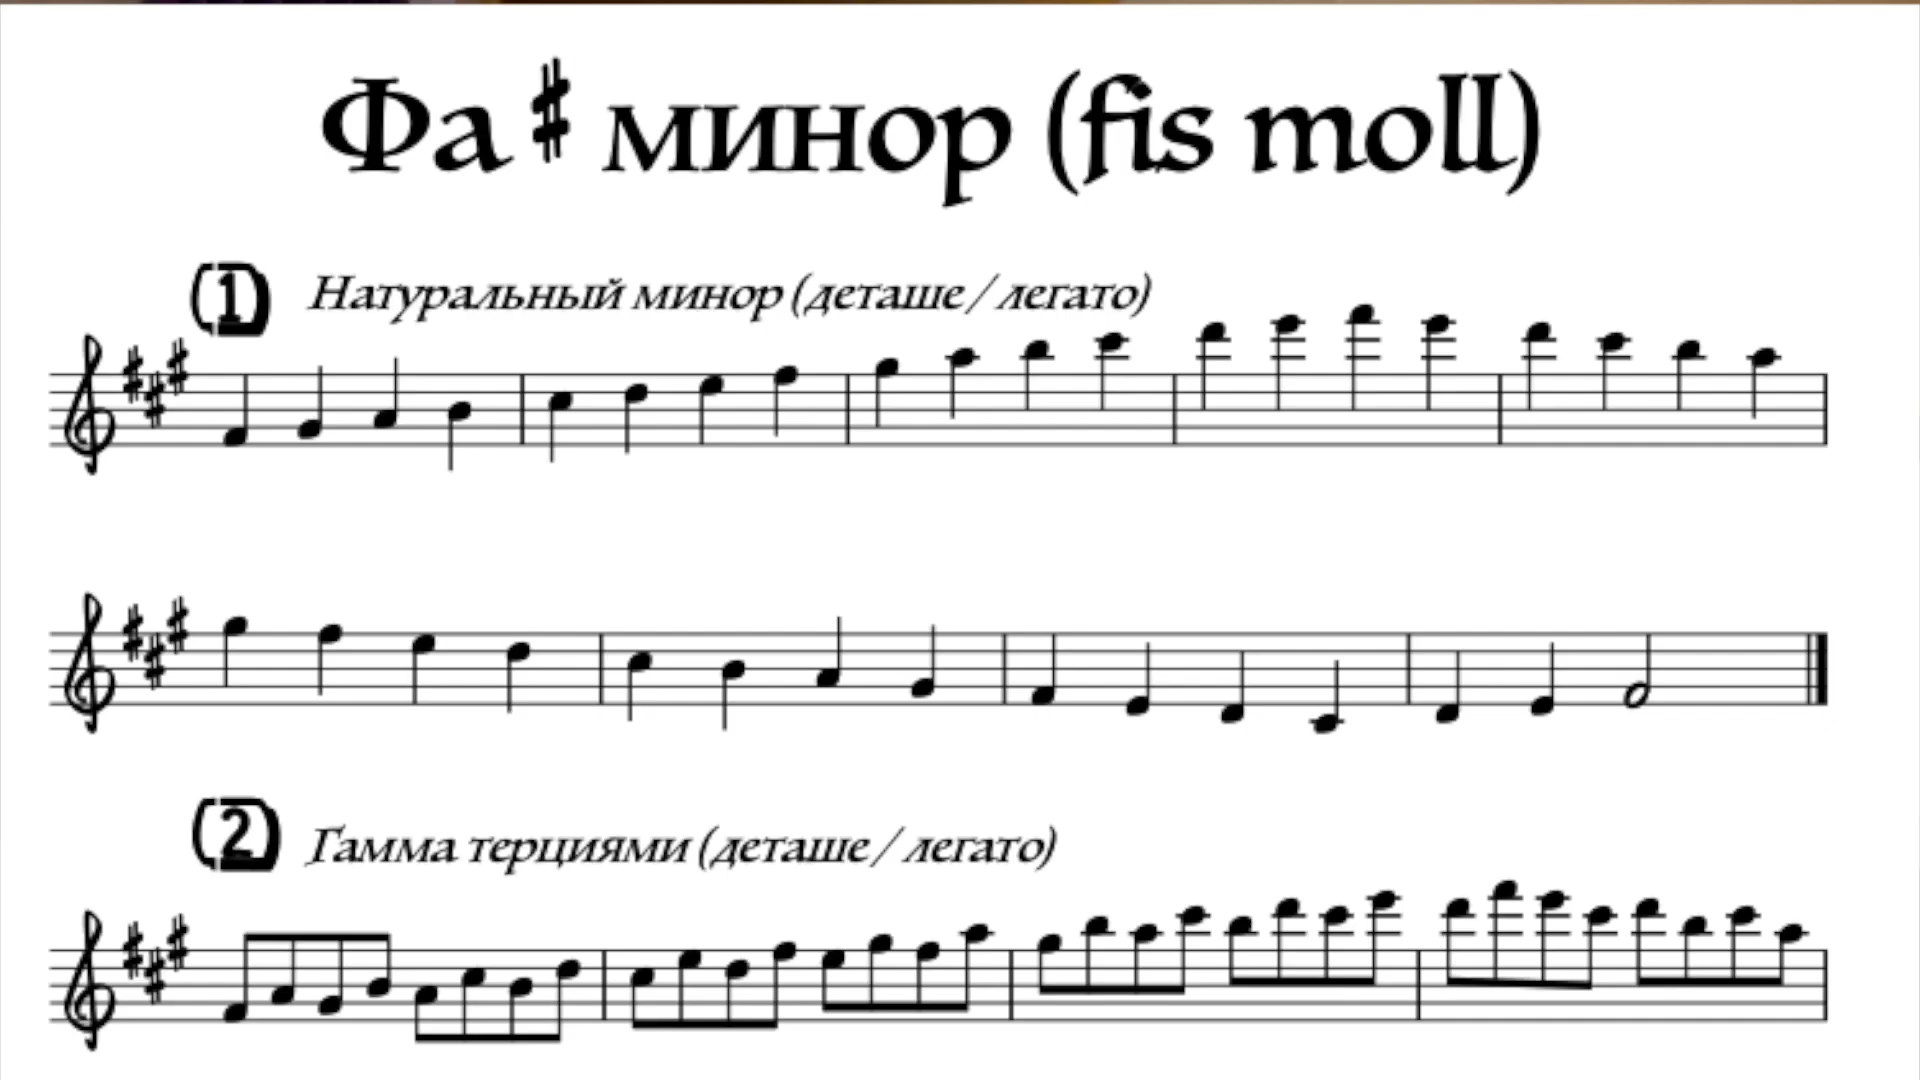 Фа♯ минор (fis moll)
(1) Натуральный минор (деташе / легато)
(2) Гамма терциями (деташе / легато)